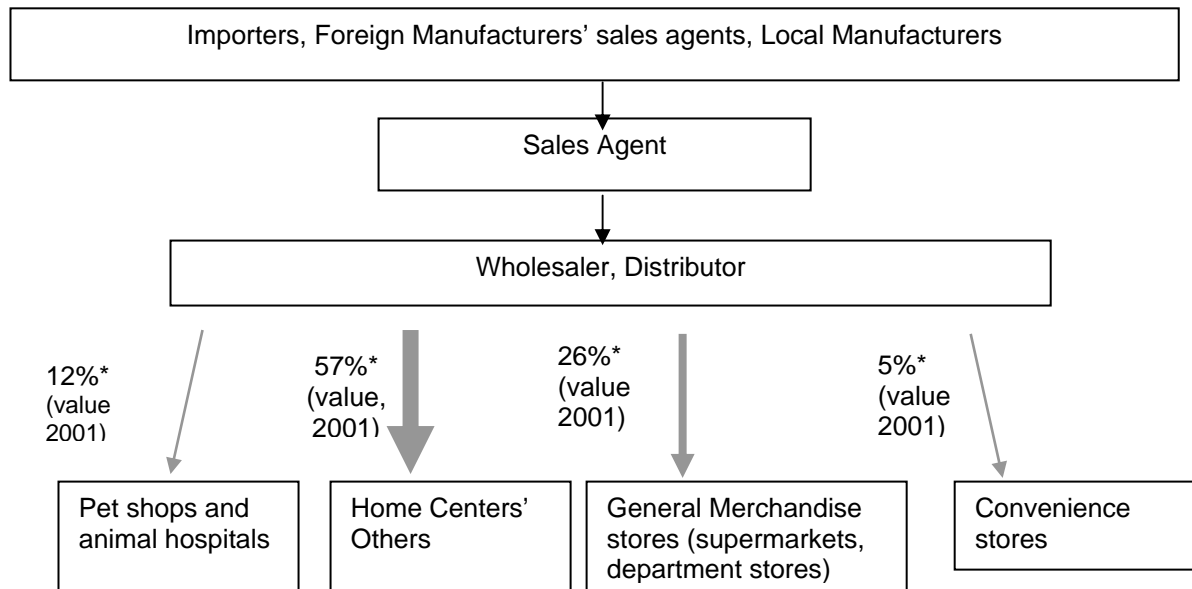 Importers, Foreign Manufacturers’ sales agents, Local Manufacturers
Sales Agent
Wholesaler, Distributor
12%*
(value
2001)
57%*
(value,
2001)
26%*
(value
2001)
5%*
(value
2001)
Pet shops and
animal hospitals
Home Centers’
Others
General Merchandise
stores (supermarkets,
department stores)
Convenience
stores